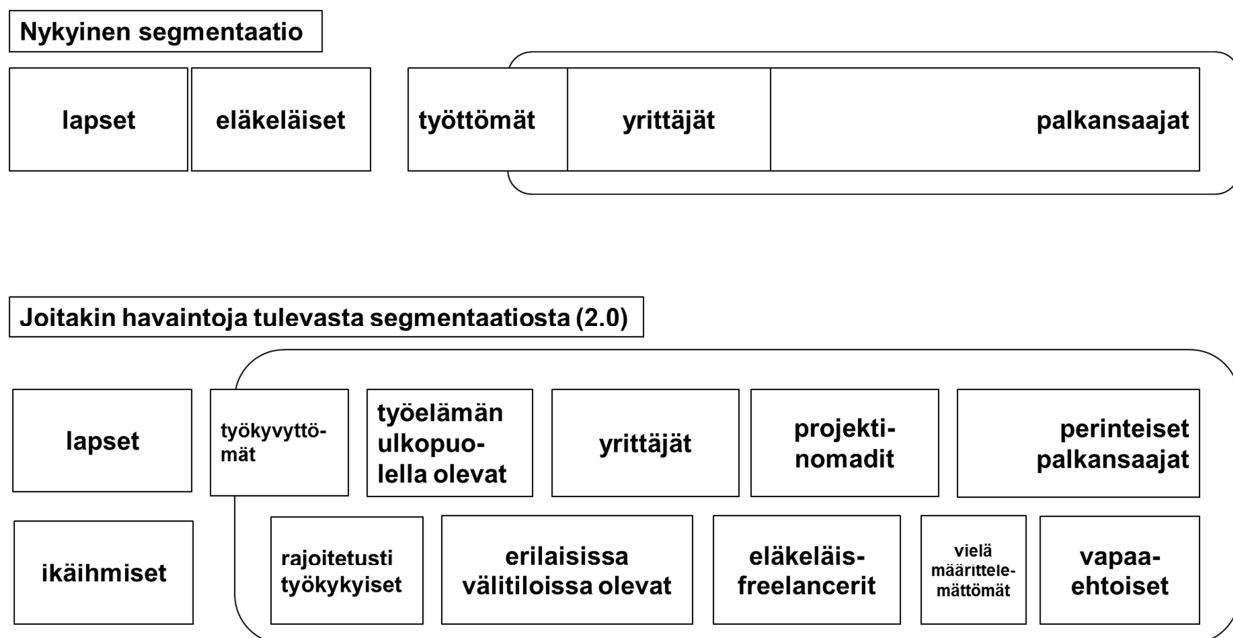 Nykyinen segmentaatio
lapset
eläkeläiset
työttömät
yrittäjät
palkansaajat
Joitakin havaintoja tulevasta segmentaatiosta (2.0)
lapset
työkyvyttö-
mät
työelämän
ulkopuo-
lella olevat
yrittäjät
projekti-
nomadit
perinteiset
palkansaajat
ikäihmiset
rajoitetusti
työkykyiset
erilaisissa
välitiloissa olevat
eläkeläis-
freelancerit
vielä
määrittele-
mättömät
vapaa-
ehtoiset